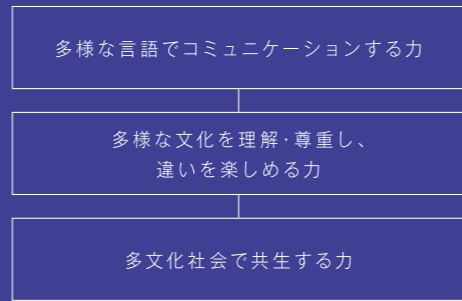 多様な言語でコミュニケーションする力
多様な文化を理解・尊重し、
違いを楽しめる力
多文化社会で共生する力